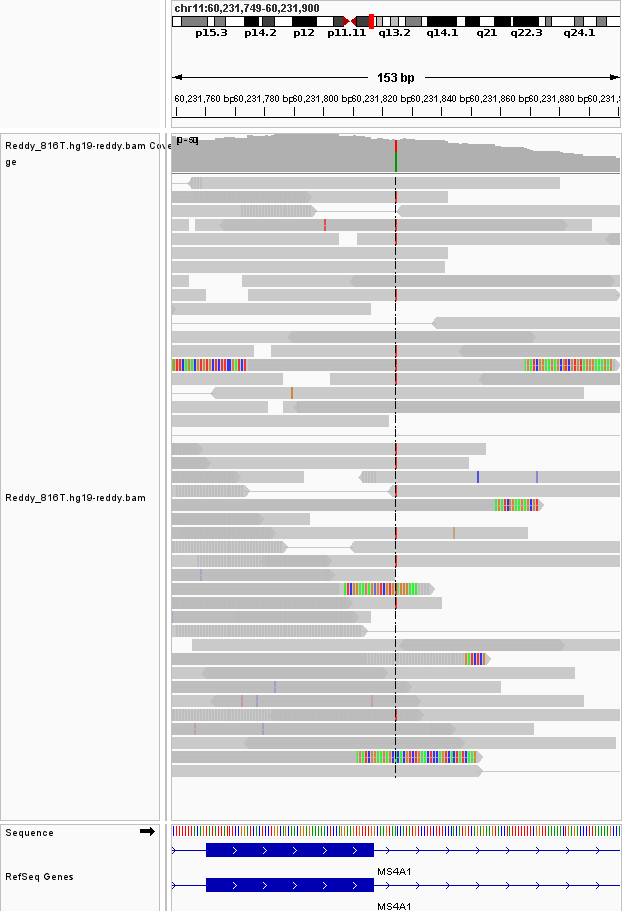 chr11:60,231,749-60,231,900
p15.3 p14.2 p12 p11.11 q13.2 q14.1 q21 q22.3 q24.1
153 bp
60,231,760 bp 60,231,780 bp 60,231,800 bp 60,231,820 bp 60,231,840 bp 60,231,860 bp 60,231,880 bp
Reddy_816T.hg19-reddy.bam Cove
ge
Reddy_816T.hg19-reddy.bam
Sequence
MS4A1
RefSeq Genes
MS4A1